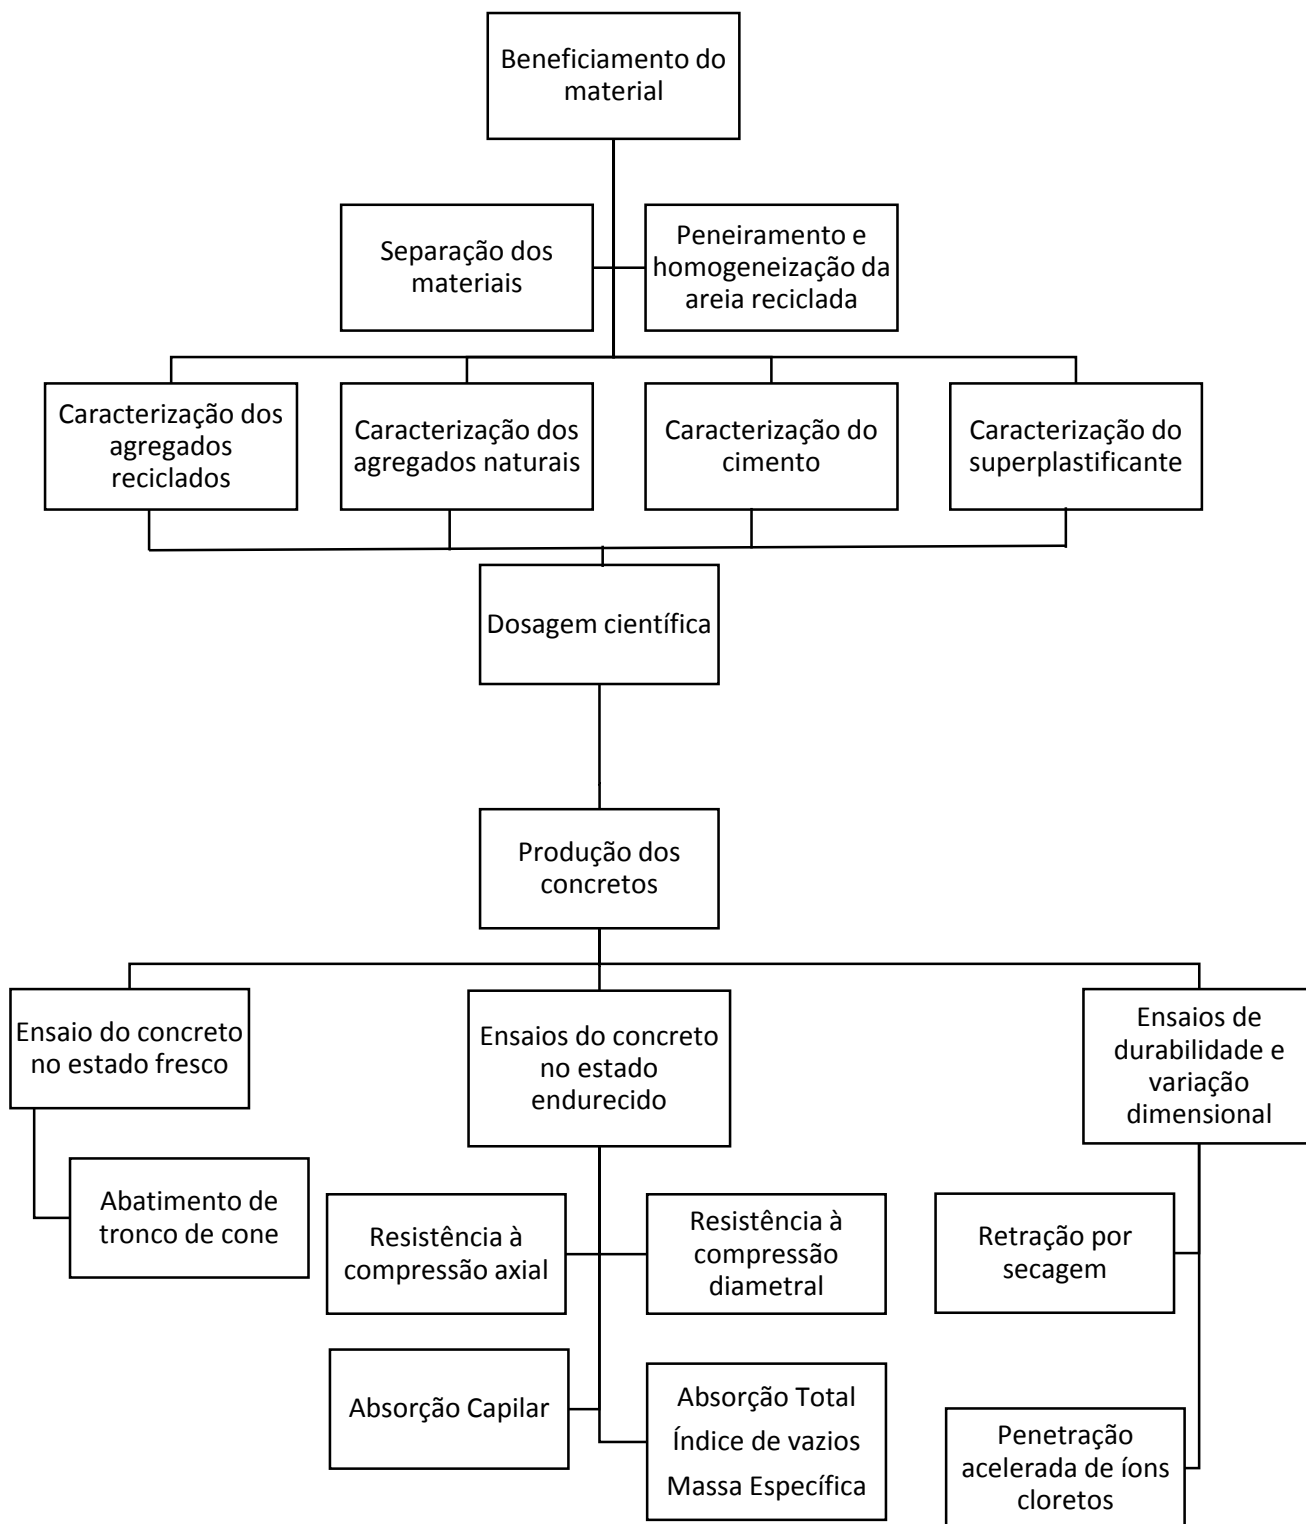 Beneficiamento do
material
Separação dos
materiais
Peneiramento e
homogeneização da
areia reciclada
Caracterização dos
agregados
reciclados
Caracterização dos
agregados naturais
Caracterização do
cimento
Caracterização do
superplastificante
Dosagem científica
Produção dos
concretos
Ensaio do concreto
no estado fresco
Ensaios do concreto
no estado
endurecido
Ensaios de
durabilidade e
variação
dimensional
Abatimento de
tronco de cone
Resistência à
compressão axial
Resistência à
compressão
diametral
Retração por
secagem
Absorção Capilar
Absorção Total
Índice de vazios
Massa Específica
Penetração
acelerada de íons
cloretos